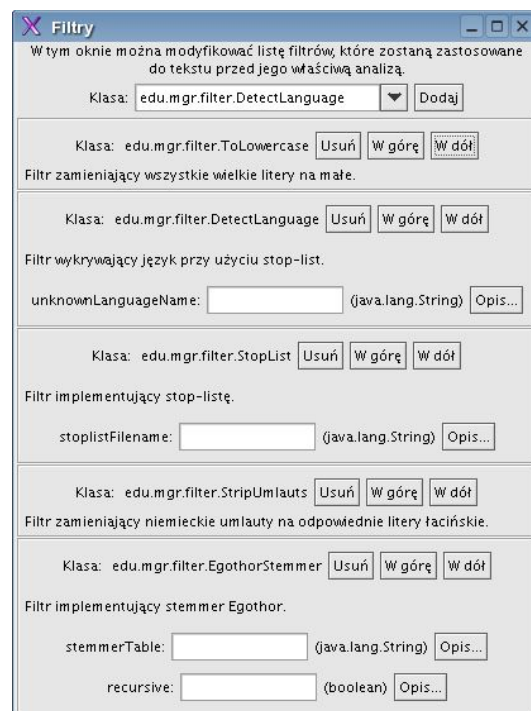 Filtry
W tym oknie można modyfikować listę filtrów, które zostaną zastosowane
do tekstu przed jego właściwą analizą.
Klasa: edu.mgr.filter.DetectLanguage Dodaj
Klasa: edu.mgr.filter.ToLowercase Usuń W górę W dół
Filtr zamieniający wszystkie wielkie litery na małe.
Klasa: edu.mgr.filter.DetectLanguage Usuń W górę W dół
Filtr wykrywający język przy użyciu stop-list.
unknownLanguageName: (java.lang.String) Opis...
Klasa: edu.mgr.filter.StopList Usuń W górę W dół
Filtr implementujący stop-listę.
stoplistFilename: (java.lang.String) Opis...
Klasa: edu.mgr.filter.StripUmlauts Usuń W górę W dół
Filtr zamieniający niemieckie umlauty na odpowiednie litery łacińskie.
Klasa: edu.mgr.filter.EgothorStemmer Usuń W górę W dół
Filtr implementujący stemmer Egothor.
stemmerTable: (java.lang.String) Opis...
recursive: (boolean) Opis...